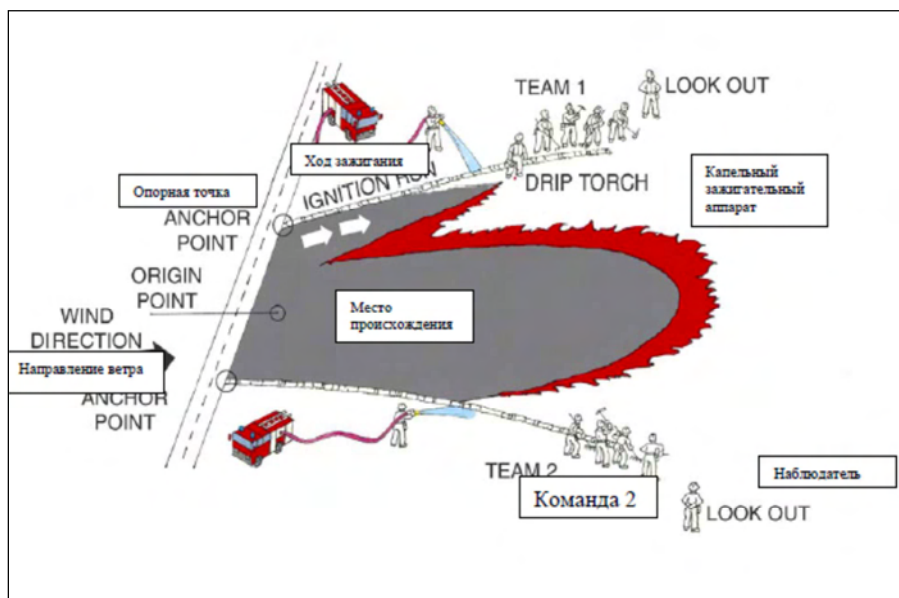 TEAM 1
LOOK OUT
Ход зажигания
IGNITION RUN
DRIP TORCH
Капельный
зажигательный
аппарат
Опорная точка
ANCHOR
POINT
ORIGIN
POINT
Место
происхождения
WIND
DIRECTION
Направление ветра
ANCHOR
POINT
TEAM 2
Команда 2
Наблюдатель
LOOK OUT